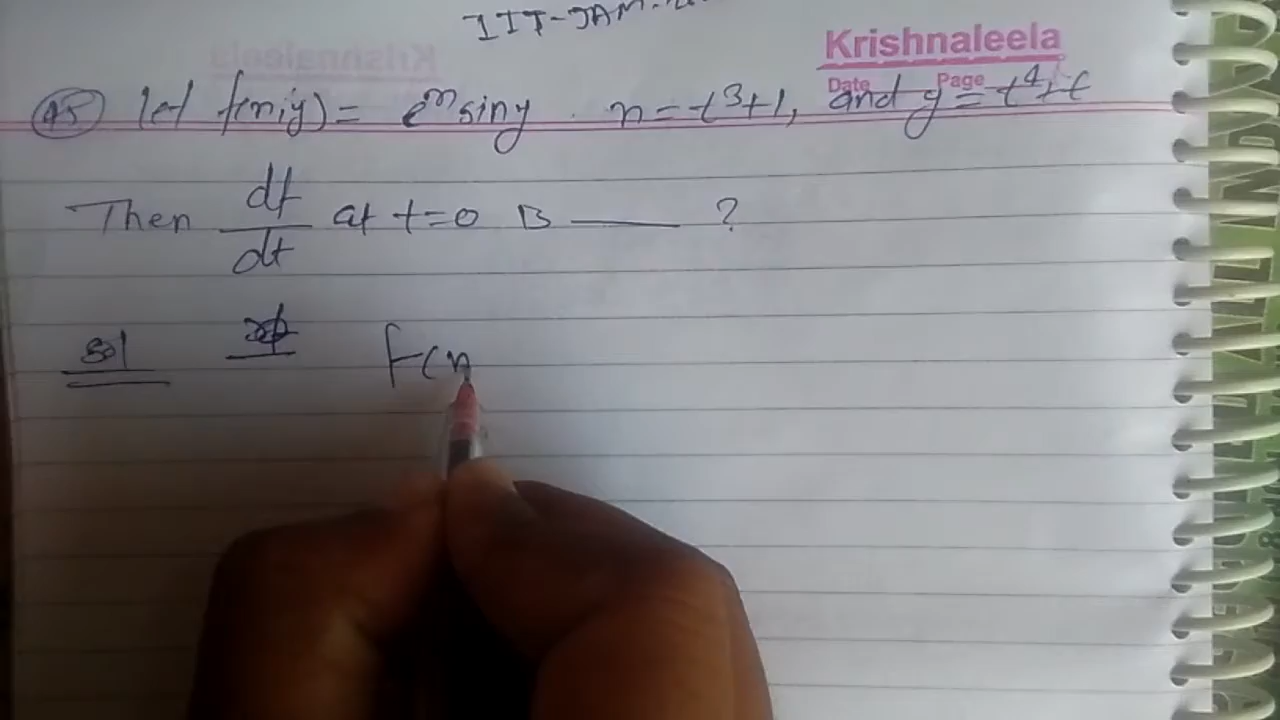 IIT-JAM
Krishnaleela
Date Page
45 let f(x,y) = e^x siny . x = t^3+1, and y = t^4+t
Then df/dt at t=0 is ____ ?
Sol f(x